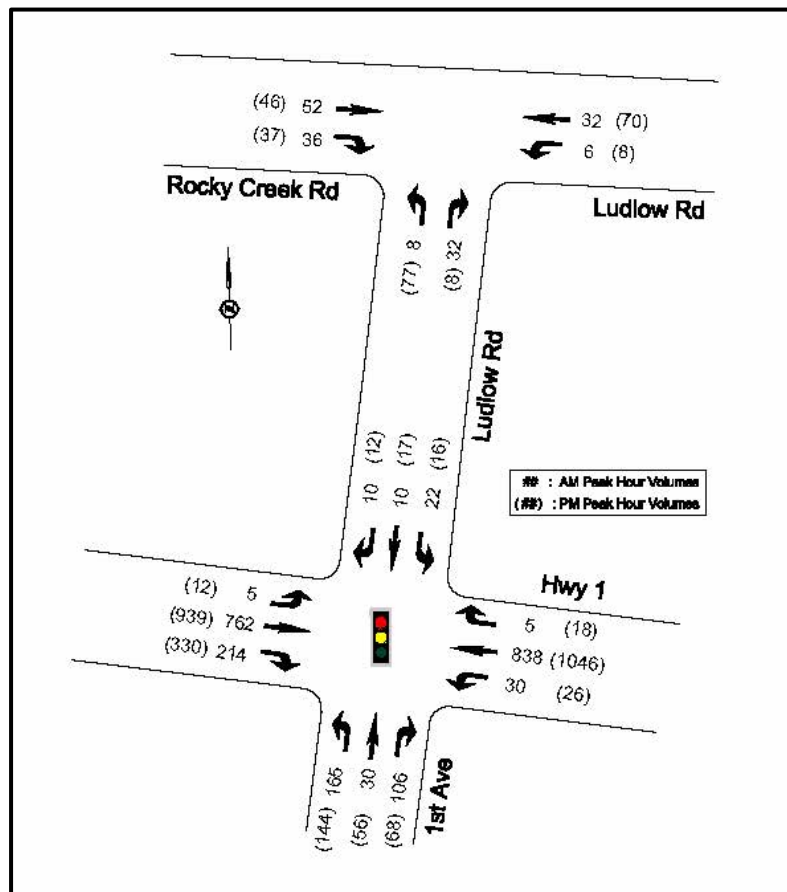 (46) 52
32 (70)
(37) 36
6 (8)
Rocky Creek Rd
Ludlow Rd
(77) 8
(8) 32
Ludlow Rd
10 (12)
10 (17)
22 (16)
## : AM Peak Hour Volumes
(##) : PM Peak Hour Volumes
Hwy 1
(12) 5
5 (18)
(939) 762
838 (1046)
(330) 214
30 (26)
(144) 165
(56) 30
(68) 106
1st Ave